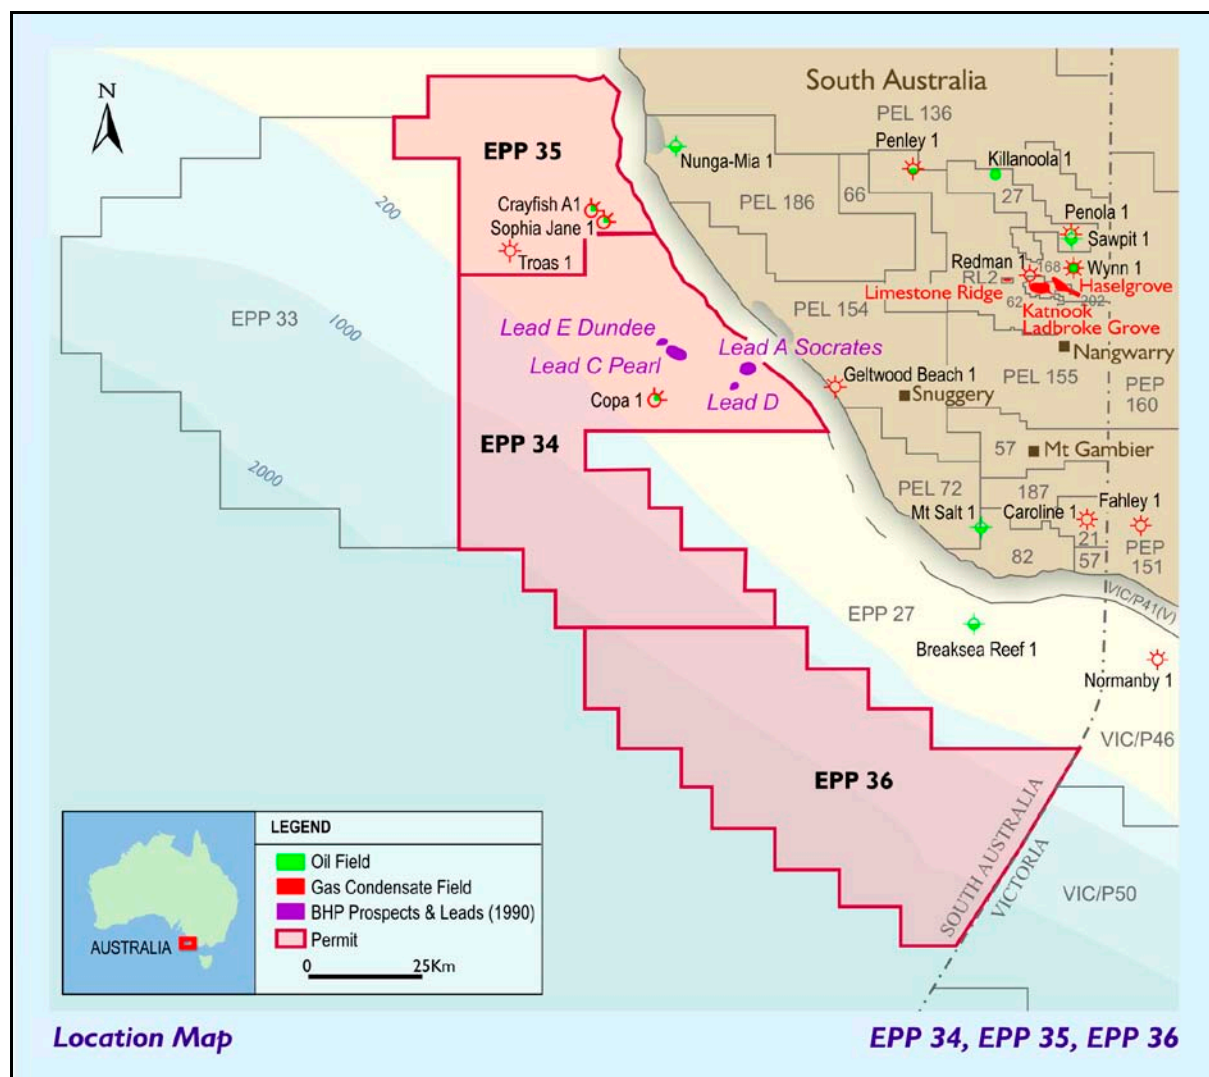 South Australia
N
PEL 136
Penley 1
EPP 35
Nunga-Mia 1
Killanoola 1
66
27
PEL 186
200
Crayfish A1
Penola 1
Sophia Jane 1
Sawpit 1
Troas 1
Redman 1
168
Wynn 1
RL2
Haselgrove
Limestone Ridge
62
202
PEL 154
Katnook
EPP 33
1000
Ladbroke Grove
Lead E Dundee
Lead A Socrates
Nangwarry
Lead C Pearl
Geltwood Beach 1
PEL 155
PEP
160
Copa 1
Lead D
Snuggery
EPP 34
57
Mt Gambier
2000
PEL 72
187
Mt Salt 1
Caroline 1
Fahley 1
21
82
57
PEP
151
VIC/P41(V)
EPP 27
Breaksea Reef 1
Normanby 1
VIC/P46
EPP 36
SOUTH AUSTRALIA
VICTORIA
VIC/P50
LEGEND
Oil Field
Gas Condensate Field
BHP Prospects & Leads (1990)
Permit
0 25Km
AUSTRALIA
Location Map
EPP 34, EPP 35, EPP 36